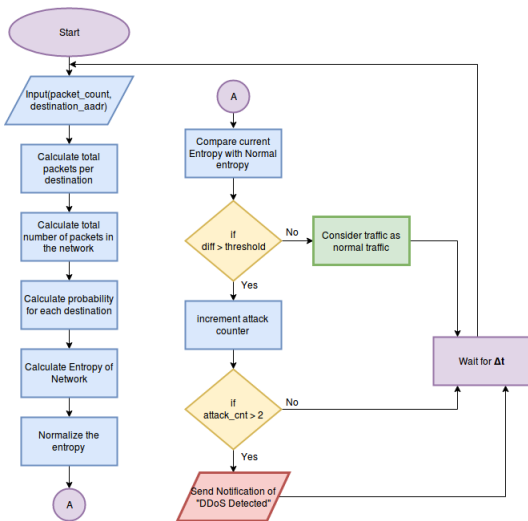 Start
Input(packet_count,
destination_aadr)
Calculate total
packets per
destination
Calculate total
number of packets in
the network
Calculate probability
for each destination
Calculate Entropy of
Network
Normalize the
entropy
A
A
Compare current
Entropy with Normal
entropy
if
diff > threshold
No
Consider traffic as
normal traffic
Yes
increment attack
counter
Wait for Δt
if
attack_cnt > 2
No
Yes
Send Notification of
"DDoS Detected"